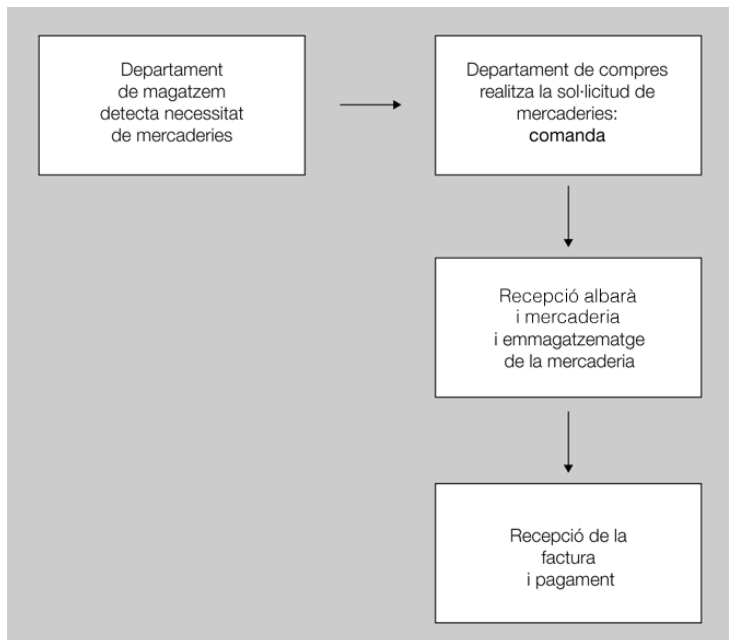 Departament
de magatzem
detecta necessitat
de mercaderies
Departament de compres
realitza la sol·licitud de
mercaderies:
comanda
Recepció albarà
i mercaderia
i emmagatzematge
de la mercaderia
Recepció de la
factura
i pagament